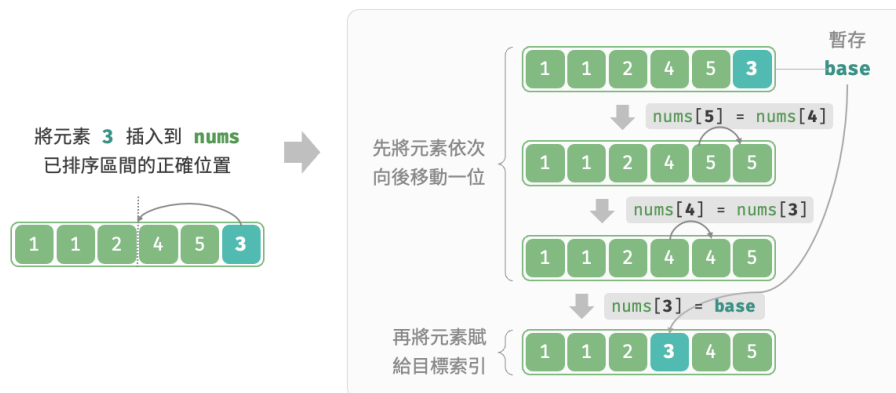 將元素 3 插入到 nums
已排序區間的正確位置
1 1 2 4 5 3
暫存
base
1 1 2 4 5 3
nums[5] = nums[4]
先將元素依次
向後移動一位
1 1 2 4 5 5
nums[4] = nums[3]
1 1 2 4 4 5
nums[3] = base
再將元素賦
給目標索引
1 1 2 3 4 5